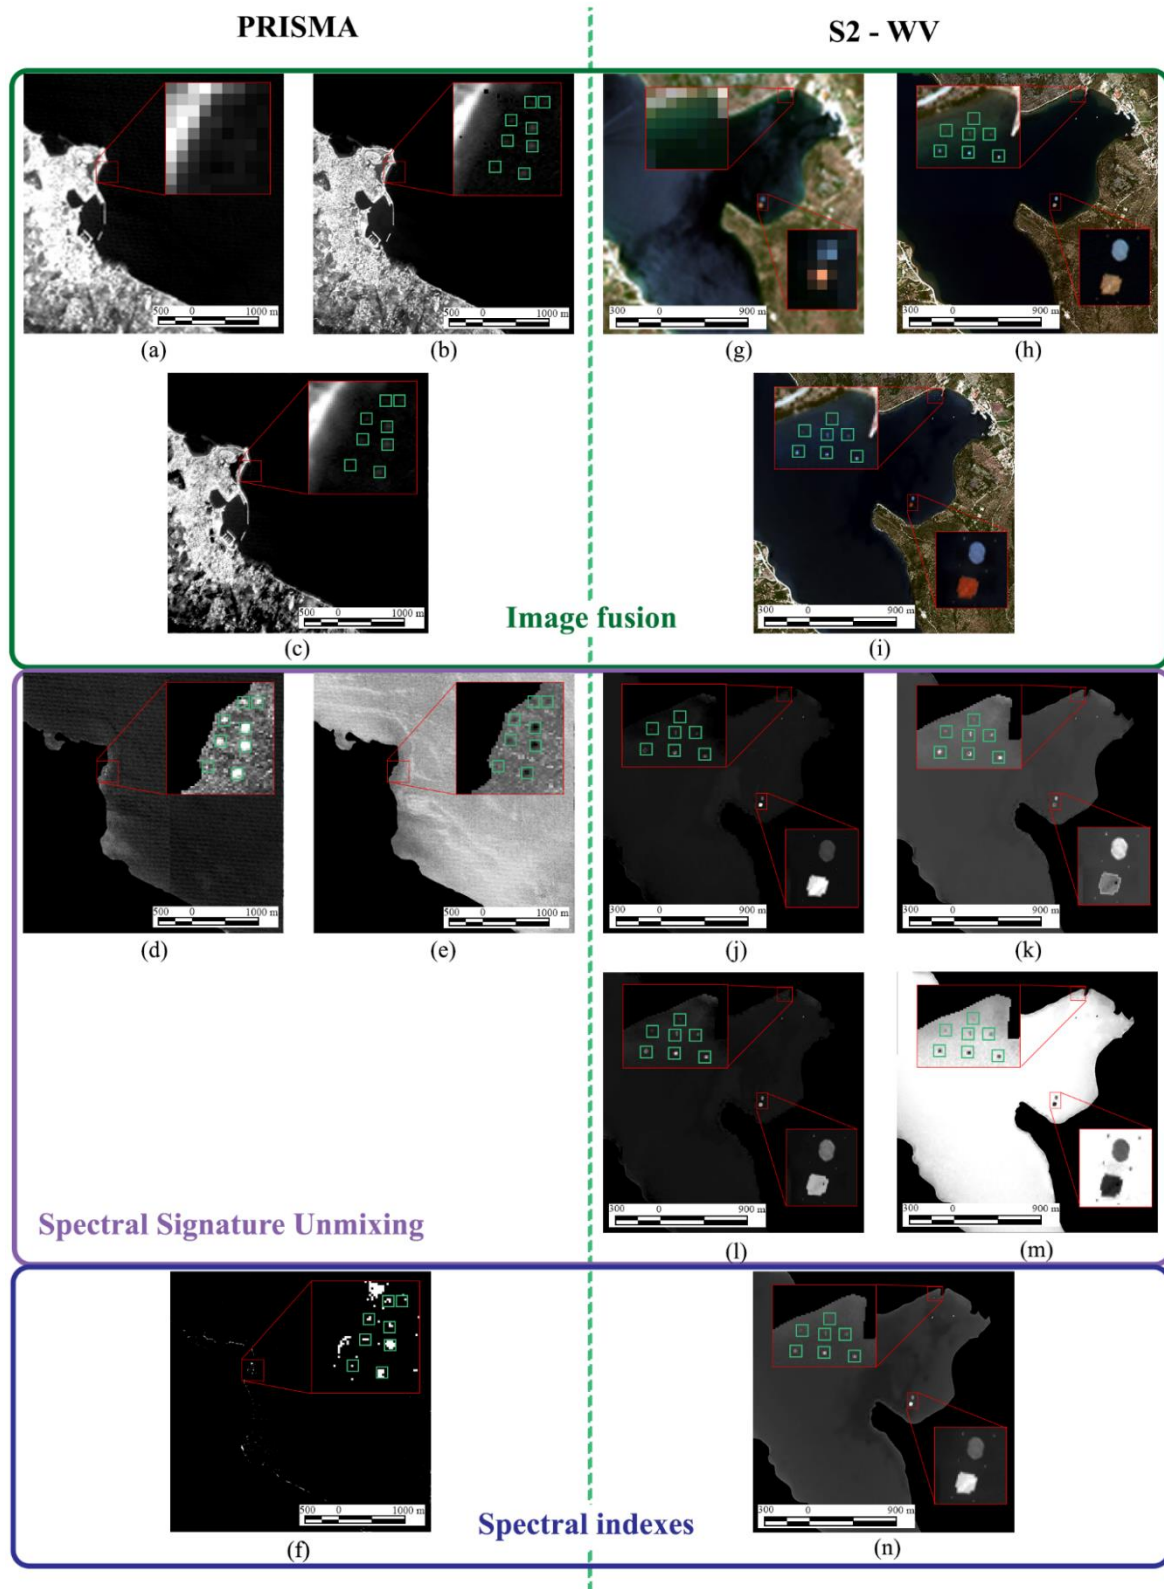 PRISMA
S2 - WV
500 0 1000 m
500 0 1000 m
300 0 900 m
300 0 900 m
(a)
(b)
(g)
(h)
500 0 1000 m
300 0 900 m
Image fusion
(c)
(i)
500 0 1000 m
500 0 1000 m
300 0 900 m
300 0 900 m
(d)
(e)
(j)
(k)
300 0 900 m
300 0 900 m
Spectral Signature Unmixing
(l)
(m)
500 0 1000 m
300 0 900 m
Spectral indexes
(f)
(n)